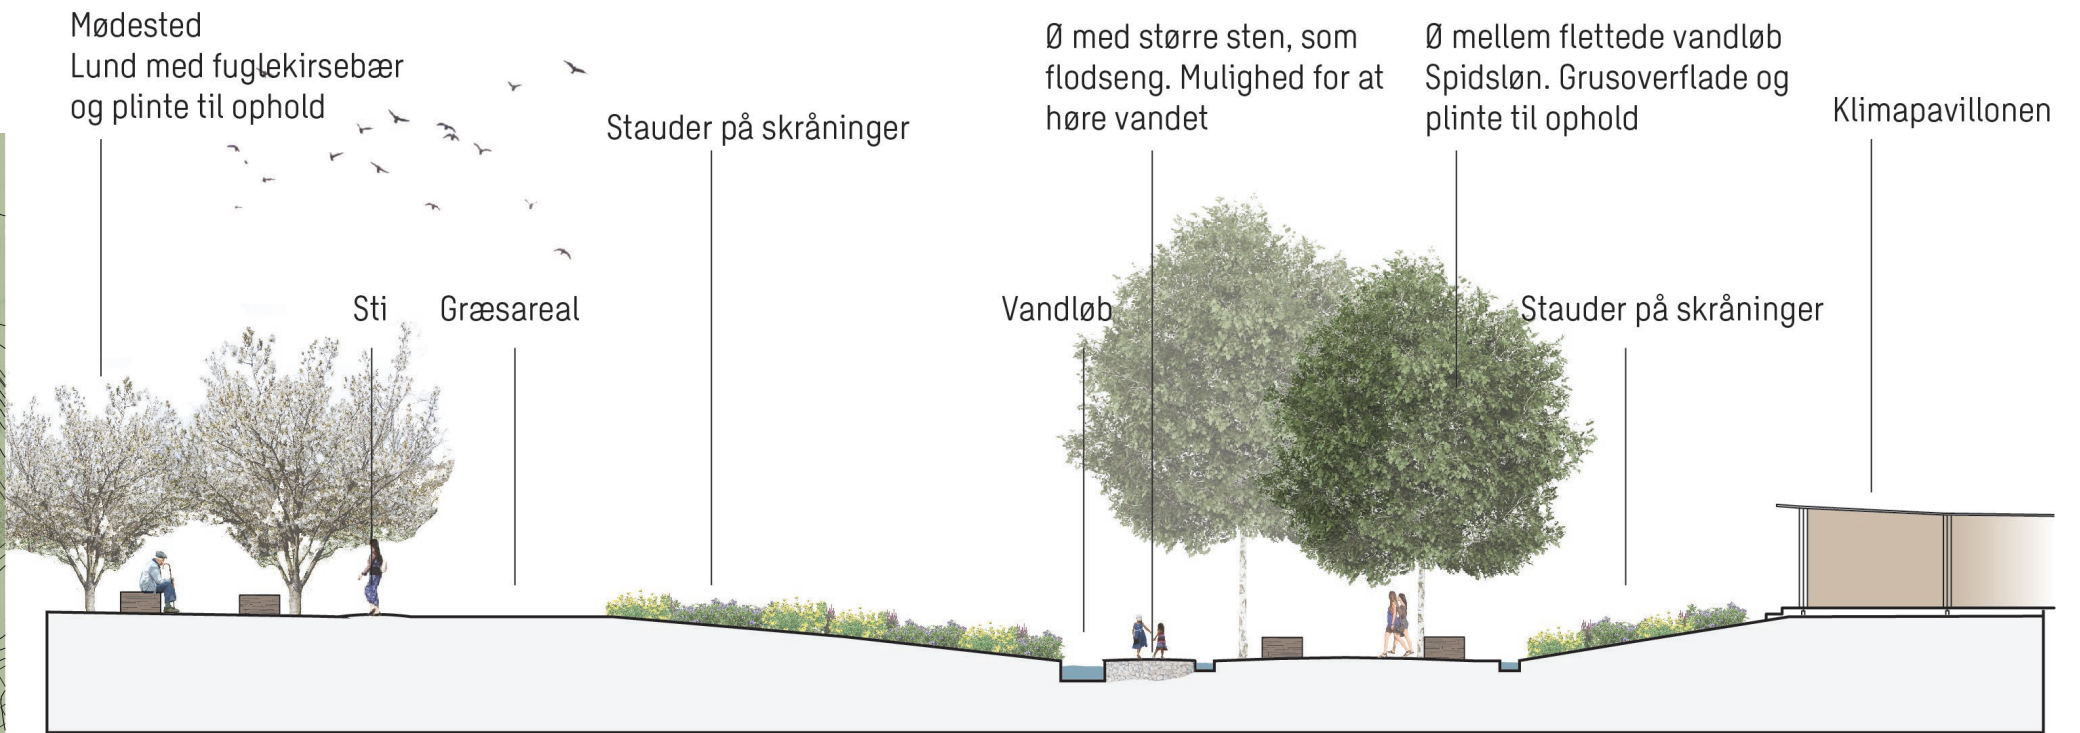 Mødested
Lund med fuglekirsebær
og plinte til ophold
Stauder på skråninger
Ø med større sten, som
flodseng. Mulighed for at
høre vandet
Ø mellem flettede vandløb
Spidsløn. Grusoverflade og
plinte til ophold
Klimapavillonen
Sti
Græsareal
Vandløb
Stauder på skråninger